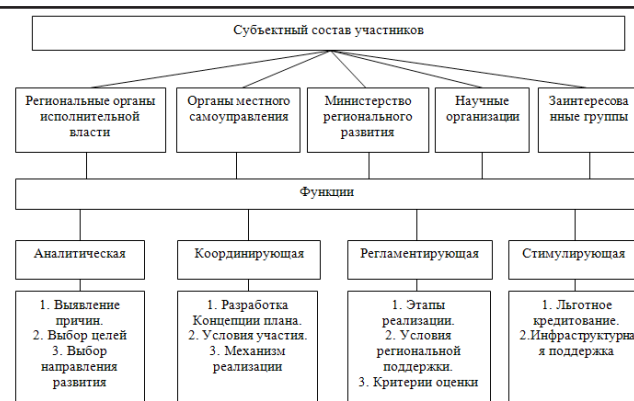 Субъектный состав участников
Региональные органы
исполнительной
власти
Органы местного
самоуправления
Министерство
регионального
развития
Научные
организации
Заинтересова
нные группы
Функции
Аналитическая
Координирующая
Регламентирующая
Стимулирующая
1. Выявление
причин.
2. Выбор целей
3. Выбор
направления
развития
1. Разработка
Концепции плана.
2. Условия участия.
3. Механизм
реализации
1. Этапы
реализации.
2. Условия
региональной
поддержки.
3. Критерии оценки
1. Льготное
кредитование.
2.Инфраструктурна
я поддержка